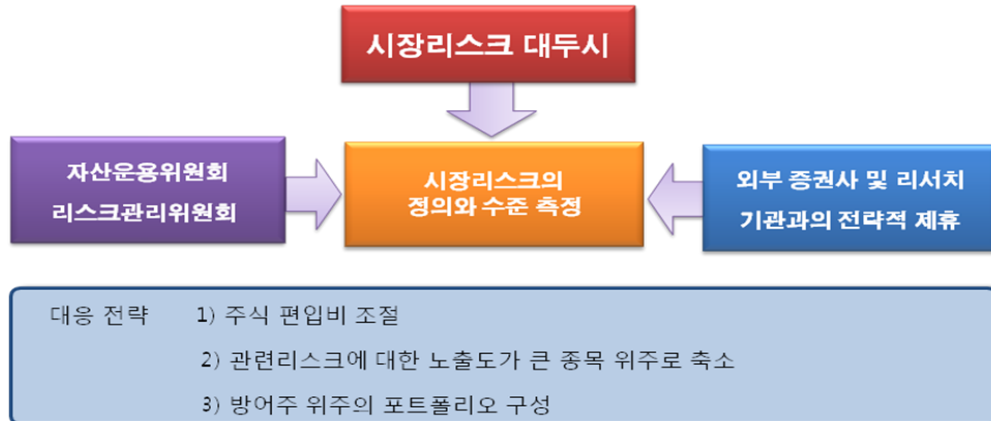 시장리스크 대두시
자산운용위원회
리스크관리위원회
시장리스크의
정의와 수준 측정
외부 증권사 및 리서치
기관과의 전략적 제휴
대응 전략 1) 주식 편입비 조절
2) 관련리스크에 대한 노출도가 큰 종목 위주로 축소
3) 방어주 위주의 포트폴리오 구성